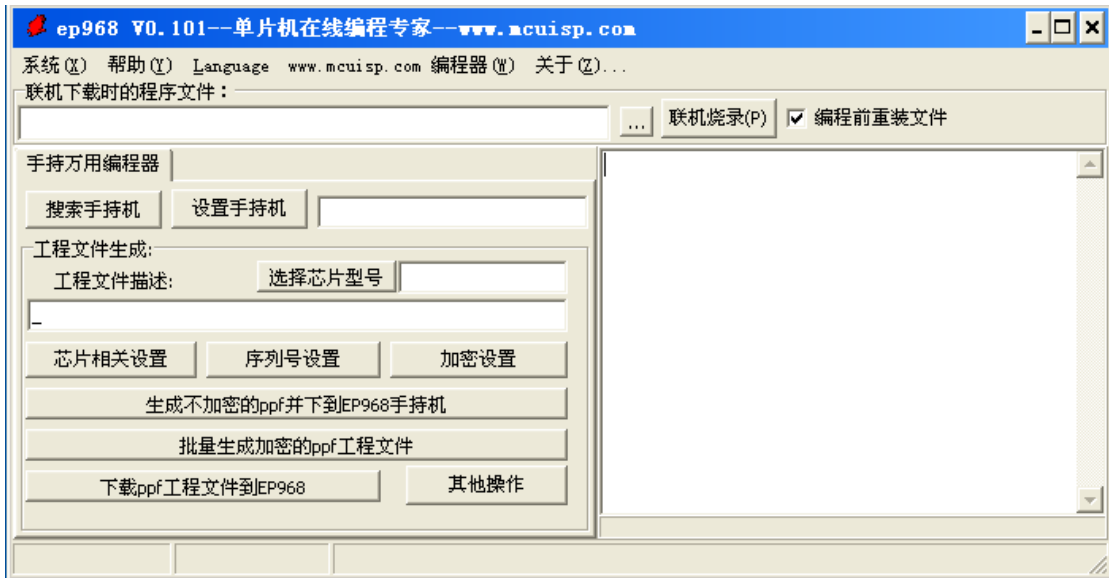 ep968 V0.101--单片机在线编程专家--www.mcuisp.com
系统(X) 帮助(Y) Language www.mcuisp.com 编程器(W) 关于(Z)...
联机下载时的程序文件：
... 联机烧录(P) 编程前重装文件
手持万用编程器
搜索手持机 设置手持机
工程文件生成:
工程文件描述: 选择芯片型号
_
芯片相关设置 序列号设置 加密设置
生成不加密的ppf并下到EP968手持机
批量生成加密的ppf工程文件
下载ppf工程文件到EP968 其他操作